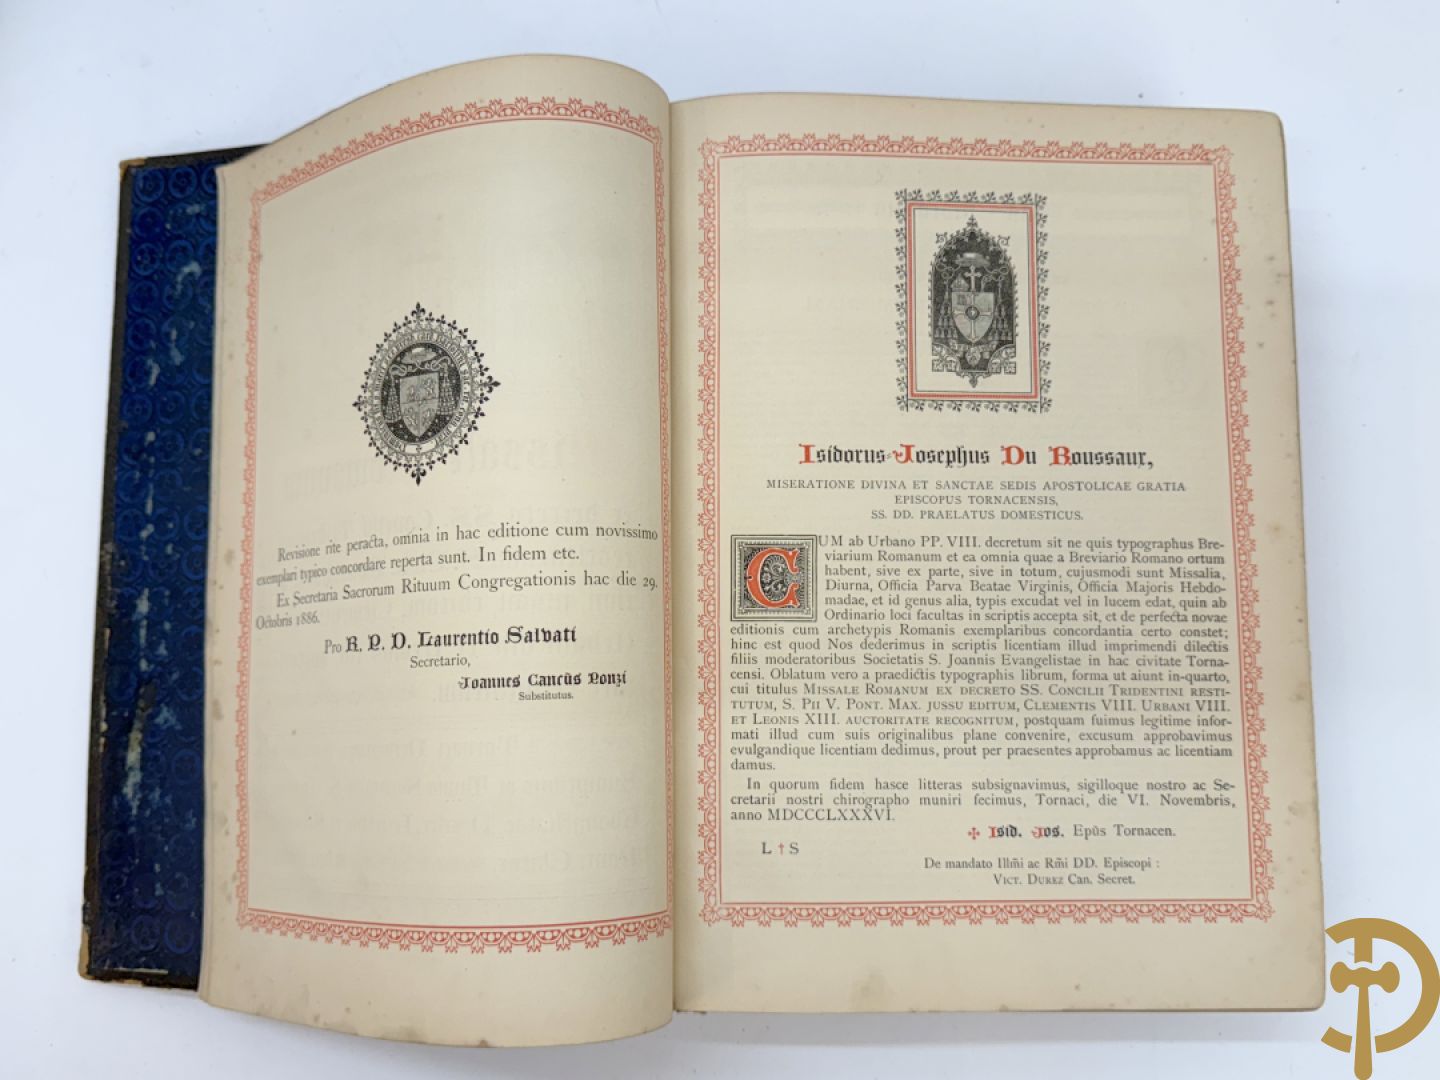 Revisione rite peracta, omnia in hac editione cum novissimo
exemplari typico concordare reperta sunt. In fidem etc.
Ex Secretaria Sacrorum Rituum Congregationis hac die 29.
Octobris 1886.
Pro R. P. D. Laurentio Salvati
Secretario,
Joannes Cancũs Ponzi
Substitutus.
Isidorus-Josephus Du Roussaux,
MISERATIONE DIVINA ET SANCTAE SEDIS APOSTOLICAE GRATIA
EPISCOPUS TORNACENSIS,
SS. DD. PRAELATUS DOMESTICUS.
CUM ab Urbano PP. VIII. decretum sit ne quis typographus Bre-
viarium Romanum et ea omnia quae a Breviario Romano ortum
habent, sive ex parte, sive in totum, cujusmodi sunt Missalia,
Diurna, Officia Parva Beatae Virginis, Officia Majoris Hebdo-
madae, et id genus alia, typis excudat vel in lucem edat, quin ab
Ordinario loci facultas in scriptis accepta sit, et de perfecta novae
editionis cum archetypis Romanis exemplaribus concordantia certo constet;
hinc est quod Nos dederimus in scriptis licentiam illud imprimendi dilectis
filiis moderatoribus Societatis S. Joannis Evangelistae in hac civitate Torna-
censi. Oblatum vero a praedictis typographis librum, forma ut aiunt in-quarto,
cui titulus MISSALE ROMANUM EX DECRETO SS. CONCILII TRIDENTINI RESTI-
TUTUM, S. PII V. PONT. MAX. JUSSU EDITUM, CLEMENTIS VIII. URBANI VIII.
ET LEONIS XIII. AUCTORITATE RECOGNITUM, postquam fuimus legitime infor-
mati illud cum suis originalibus plane convenire, excusum approbavimus
evulgandique licentiam dedimus, prout per praesentes approbamus ac licentiam
damus.
In quorum fidem hasce litteras subsignavimus, sigilloque nostro ac Se-
cretarii nostri chirographo muniri fecimus, Tornaci, die VI. Novembris,
anno MDCCCLXXXVI.
✠ Isid. Jos. Epũs Tornacen.
L † S
De mandato Illm̃i ac Rm̃i DD. Episcopi :
VICT. DUREZ Can. Secret.